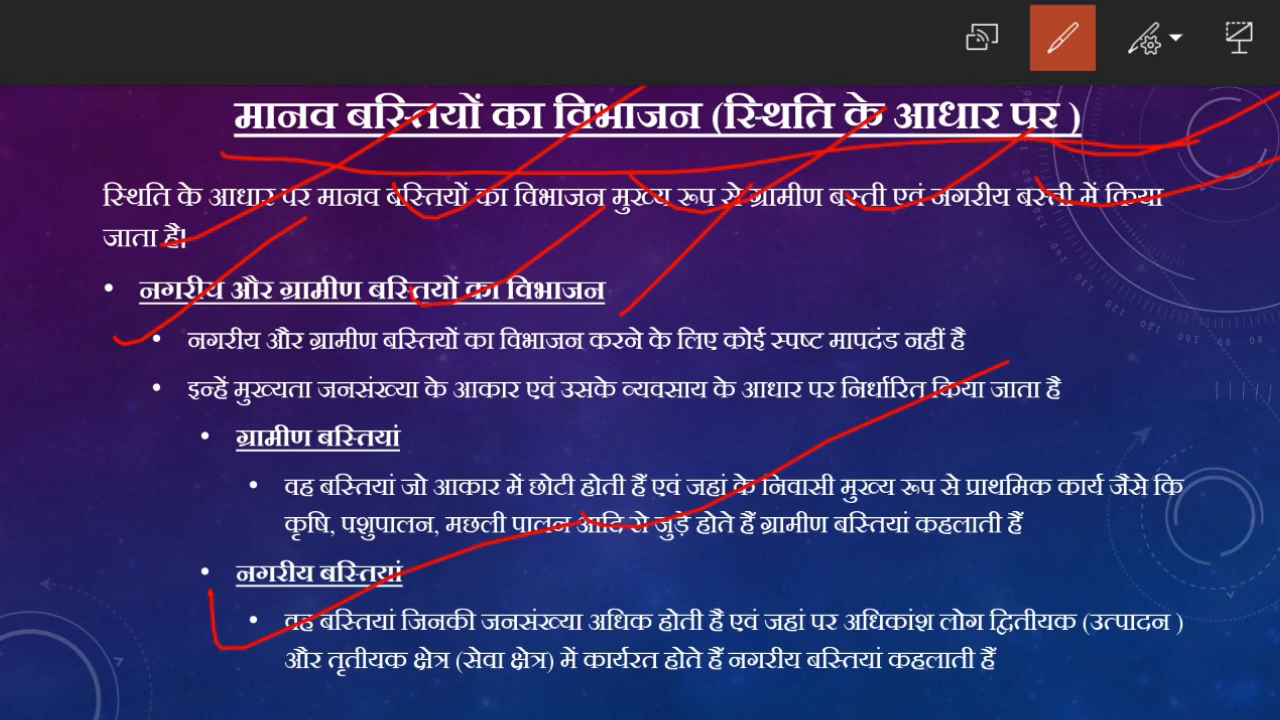 मानव बस्तियों का विभाजन (स्थिति के आधार पर )
स्थिति के आधार पर मानव बस्तियों का विभाजन मुख्य रूप से ग्रामीण बस्ती एवं नगरीय बस्ती में किया
जाता है।
• नगरीय और ग्रामीण बस्तियों का विभाजन
• नगरीय और ग्रामीण बस्तियों का विभाजन करने के लिए कोई स्पष्ट मापदंड नहीं है
• इन्हें मुख्यता जनसंख्या के आकार एवं उसके व्यवसाय के आधार पर निर्धारित किया जाता है
• ग्रामीण बस्तियां
• वह बस्तियां जो आकार में छोटी होती हैं एवं जहां के निवासी मुख्य रूप से प्राथमिक कार्य जैसे कि
कृषि, पशुपालन, मछली पालन आदि से जुड़े होते हैं ग्रामीण बस्तियां कहलाती हैं
• नगरीय बस्तियां
• वह बस्तियां जिनकी जनसंख्या अधिक होती है एवं जहां पर अधिकांश लोग द्वितीयक (उत्पादन )
और तृतीयक क्षेत्र (सेवा क्षेत्र) में कार्यरत होते हैं नगरीय बस्तियां कहलाती हैं